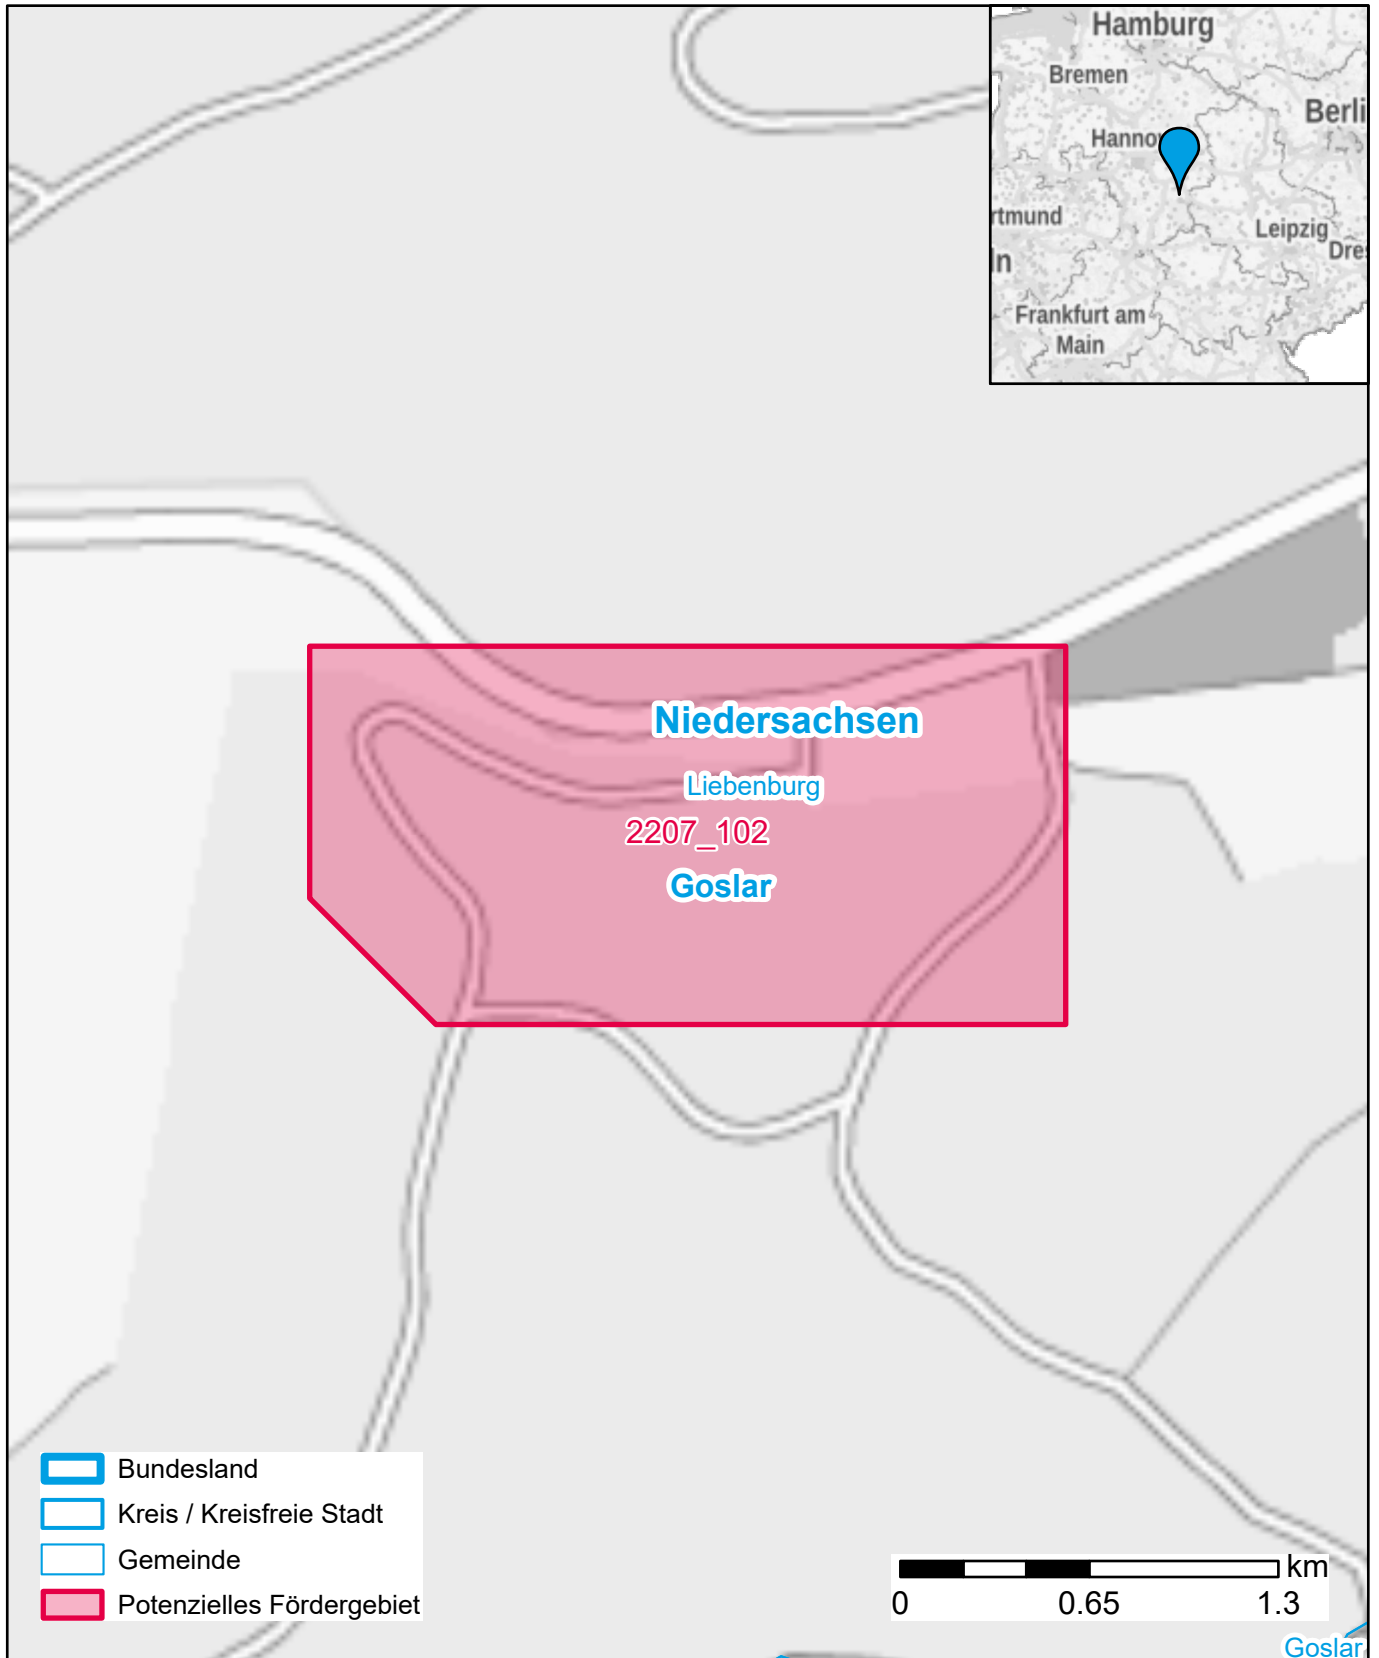 Hamburg
Bremen
Berli
Hanno
rtmund
Leipzig
Dre
ln
Frankfurt am
Main
Niedersachsen
Liebenburg
2207_102
Goslar
Bundesland
Kreis / Kreisfreie Stadt
Gemeinde
Potenzielles Fördergebiet
km
0 0.65 1.3
Goslar